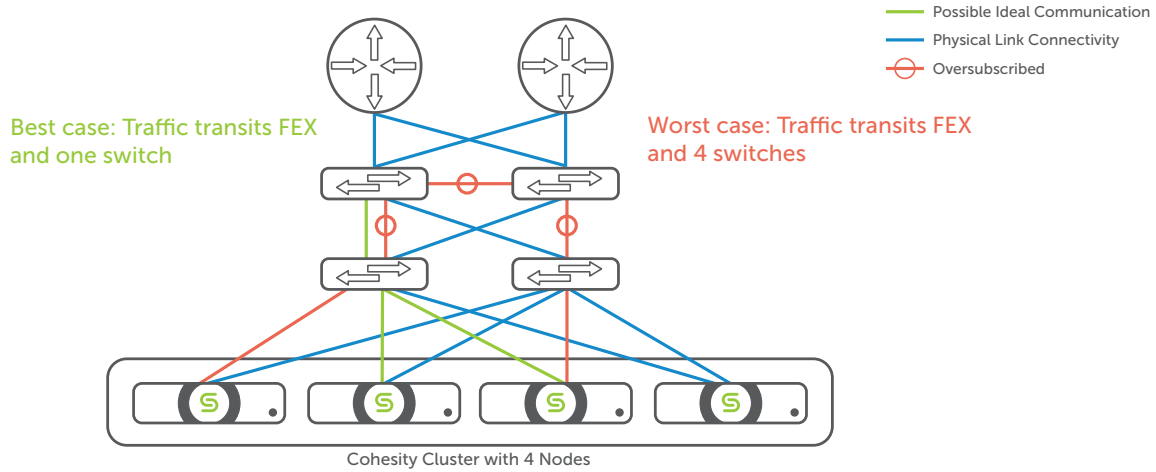 Possible Ideal Communication
Physical Link Connectivity
Oversubscribed
Best case: Traffic transits FEX
and one switch
Worst case: Traffic transits FEX
and 4 switches
Cohesity Cluster with 4 Nodes